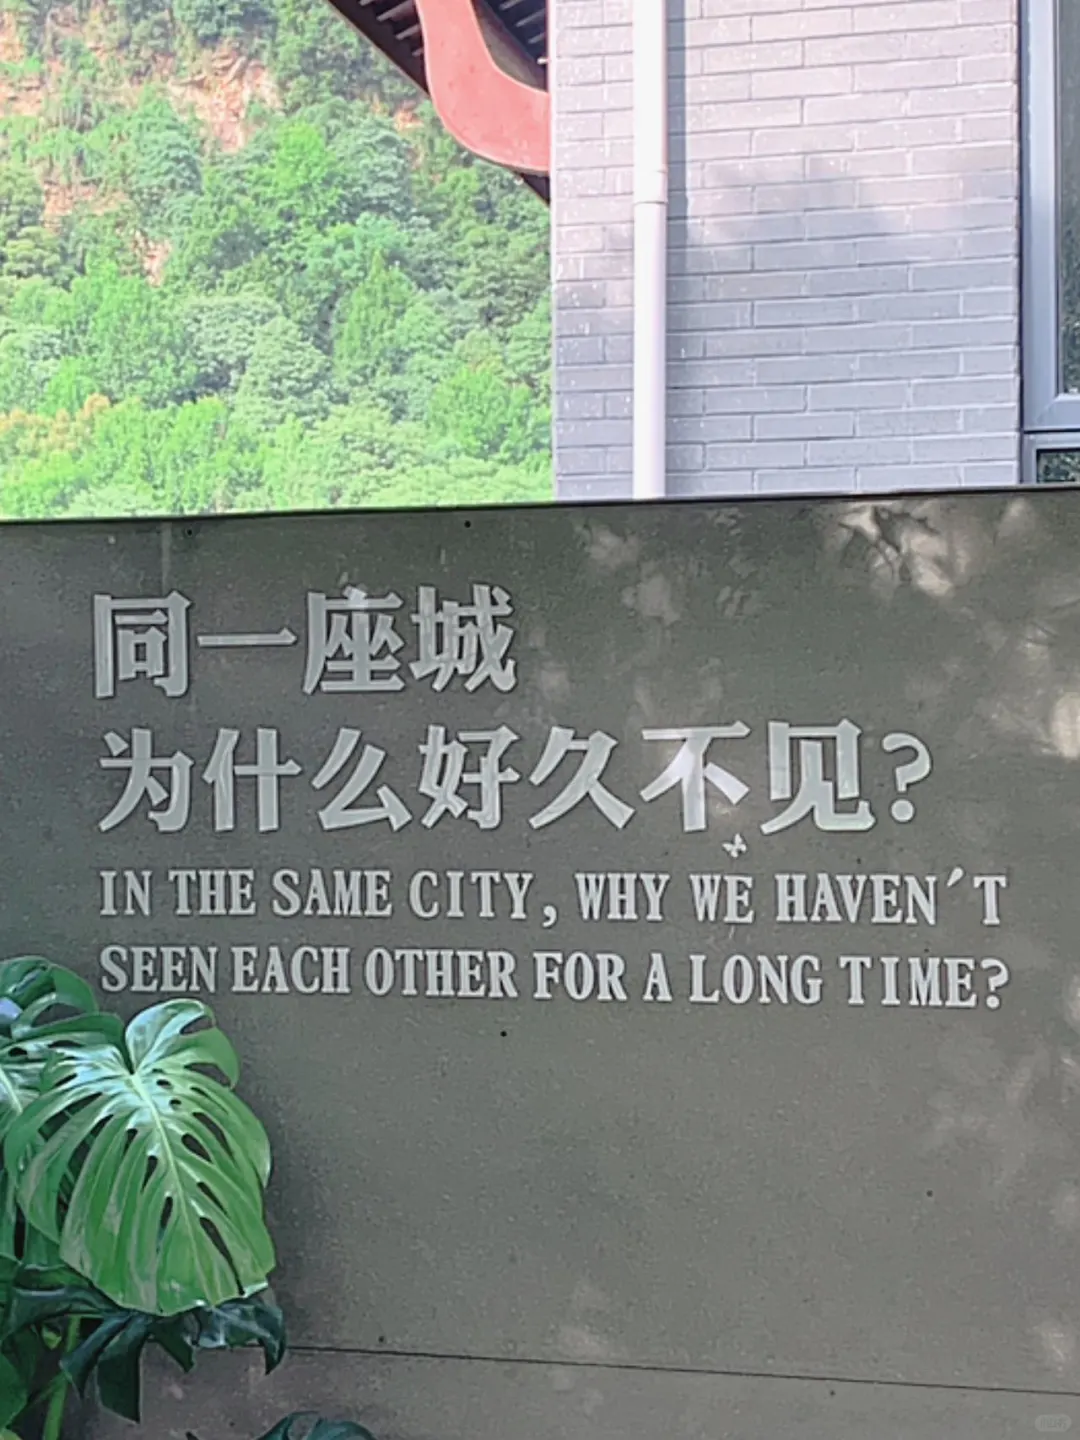 同一座城
为什么好久不见?
IN THE SAME CITY, WHY WE HAVEN´T
SEEN EACH OTHER FOR A LONG TIME?